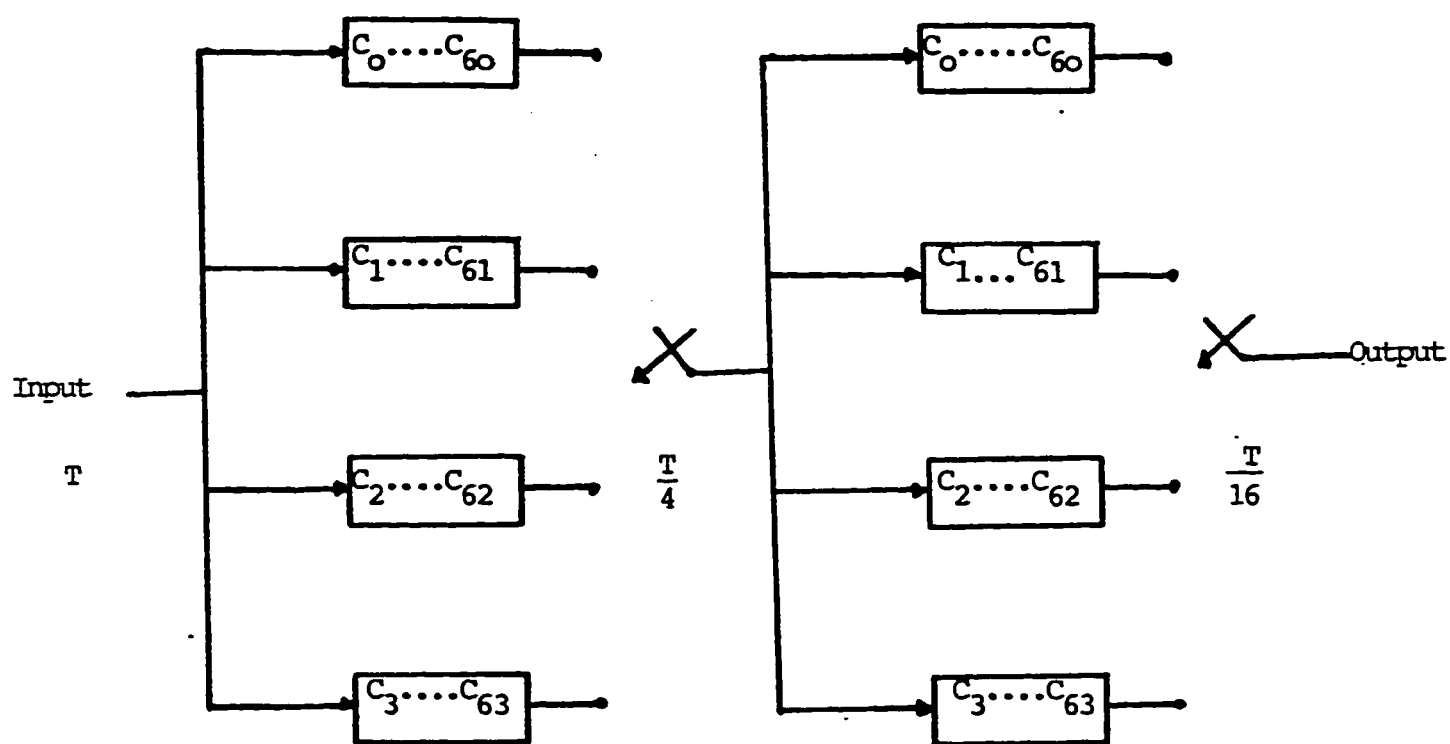 C₀....C₆₀
C₁....C₆₁
C₂....C₆₂
C₃....C₆₃
Input
T
T/4
C₀.....C₆₀
C₁...C₆₁
C₂....C₆₂
C₃....C₆₃
Output
T/16